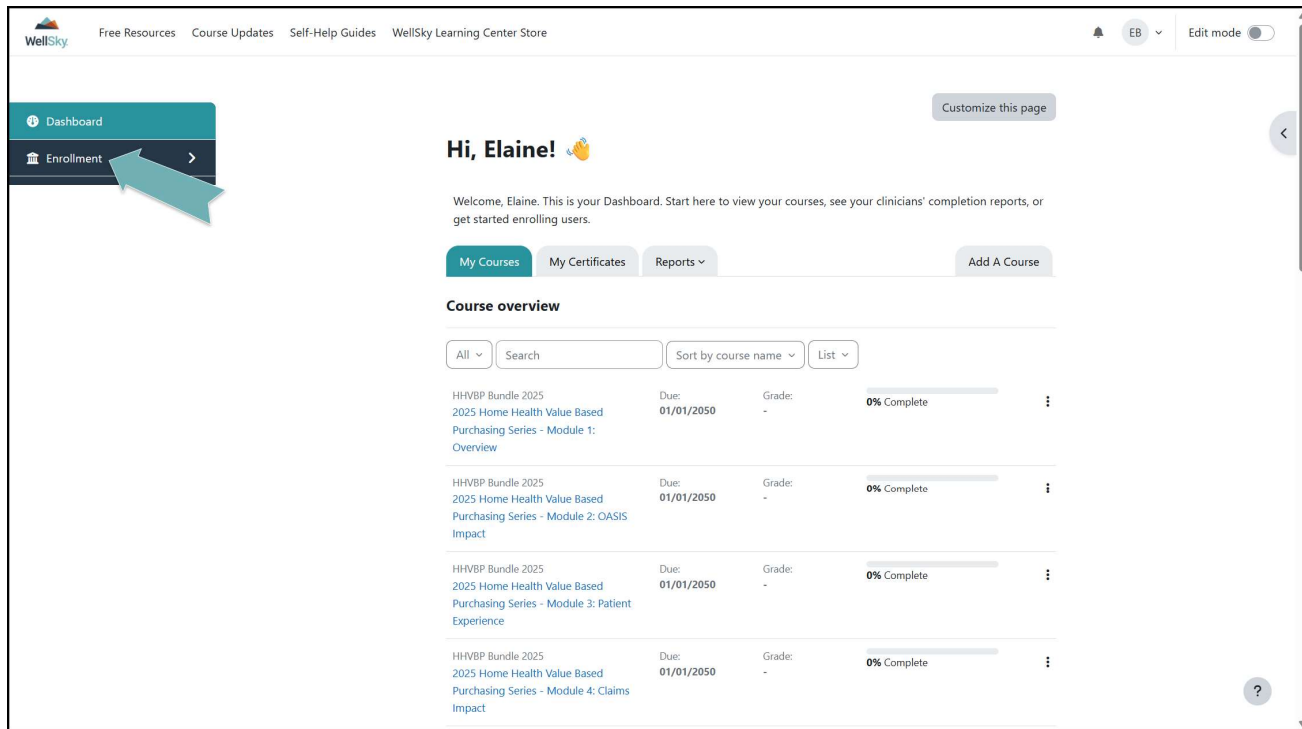 WellSky
Free Resources Course Updates Self-Help Guides WellSky Learning Center Store
EB
Edit mode
Dashboard
Enrollment
Customize this page
Hi, Elaine! 👋
Welcome, Elaine. This is your Dashboard. Start here to view your courses, see your clinicians' completion reports, or
get started enrolling users.
My Courses My Certificates Reports Add A Course
Course overview
All Search Sort by course name List
HHVBP Bundle 2025 Due: Grade:
2025 Home Health Value Based 01/01/2050 - 0% Complete
Purchasing Series - Module 1:
Overview
HHVBP Bundle 2025 Due: Grade:
2025 Home Health Value Based 01/01/2050 - 0% Complete
Purchasing Series - Module 2: OASIS
Impact
HHVBP Bundle 2025 Due: Grade:
2025 Home Health Value Based 01/01/2050 - 0% Complete
Purchasing Series - Module 3: Patient
Experience
HHVBP Bundle 2025 Due: Grade:
2025 Home Health Value Based 01/01/2050 - 0% Complete
Purchasing Series - Module 4: Claims
Impact
?